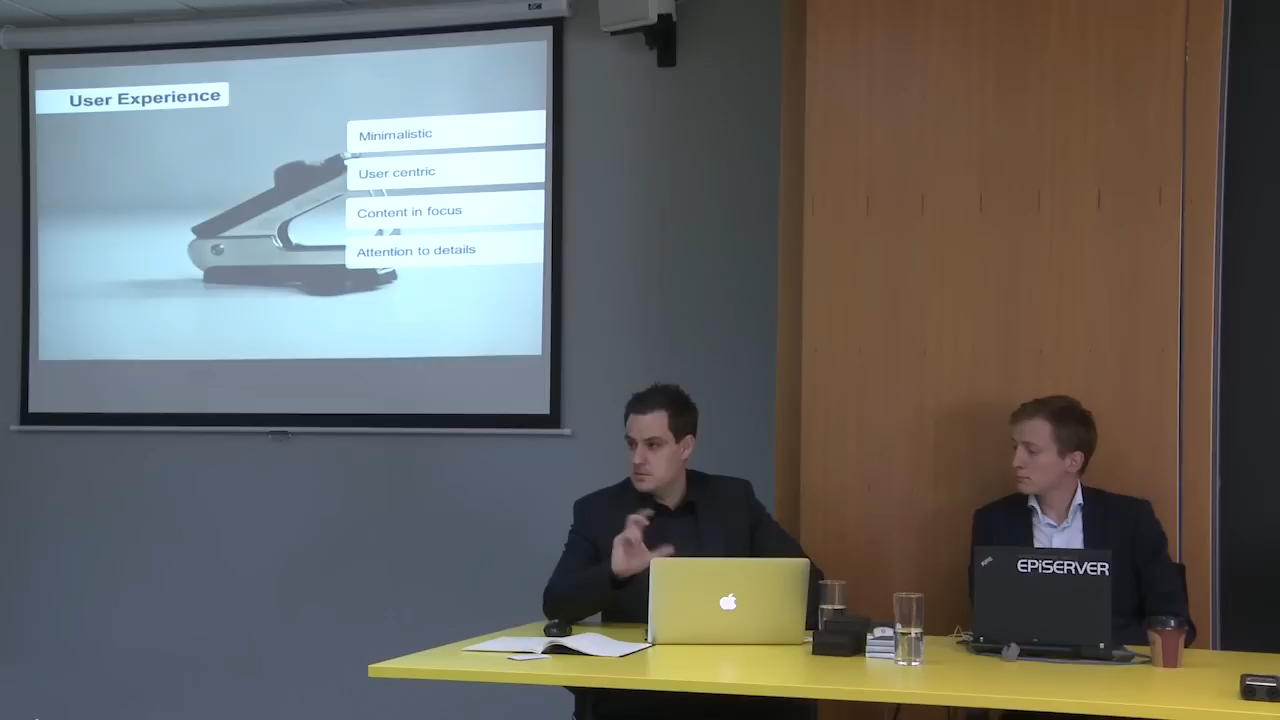 User Experience
Minimalistic
User centric
Content in focus
Attention to details
EPiSERVER